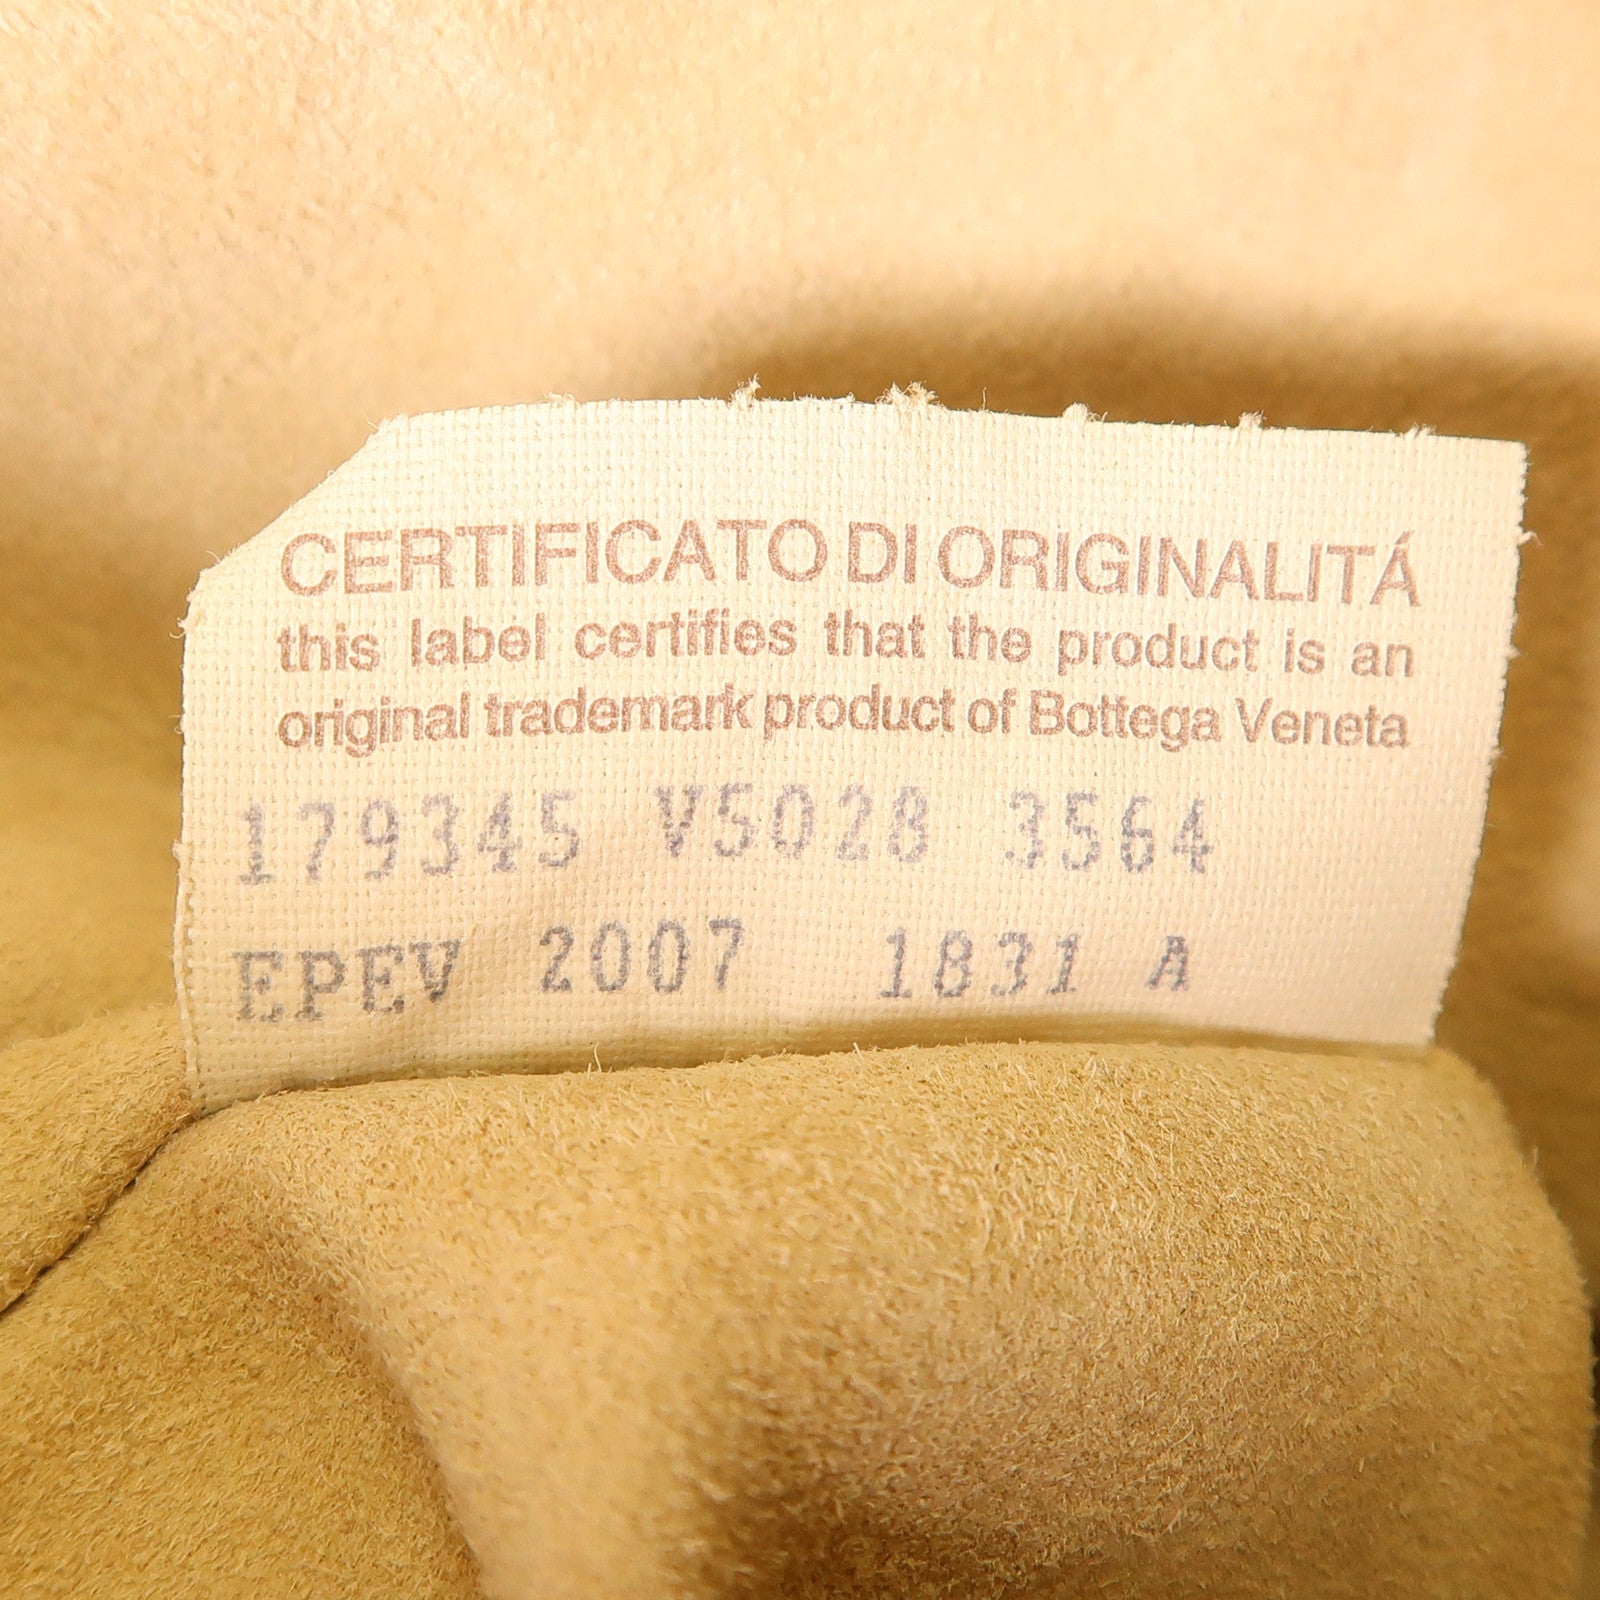 CERTIFICATO DI ORIGINALITÁ
this label certifies that the product is an
original trademark product of Bottega Veneta
179345 V5028 3564
EPEV 2007 1831 A